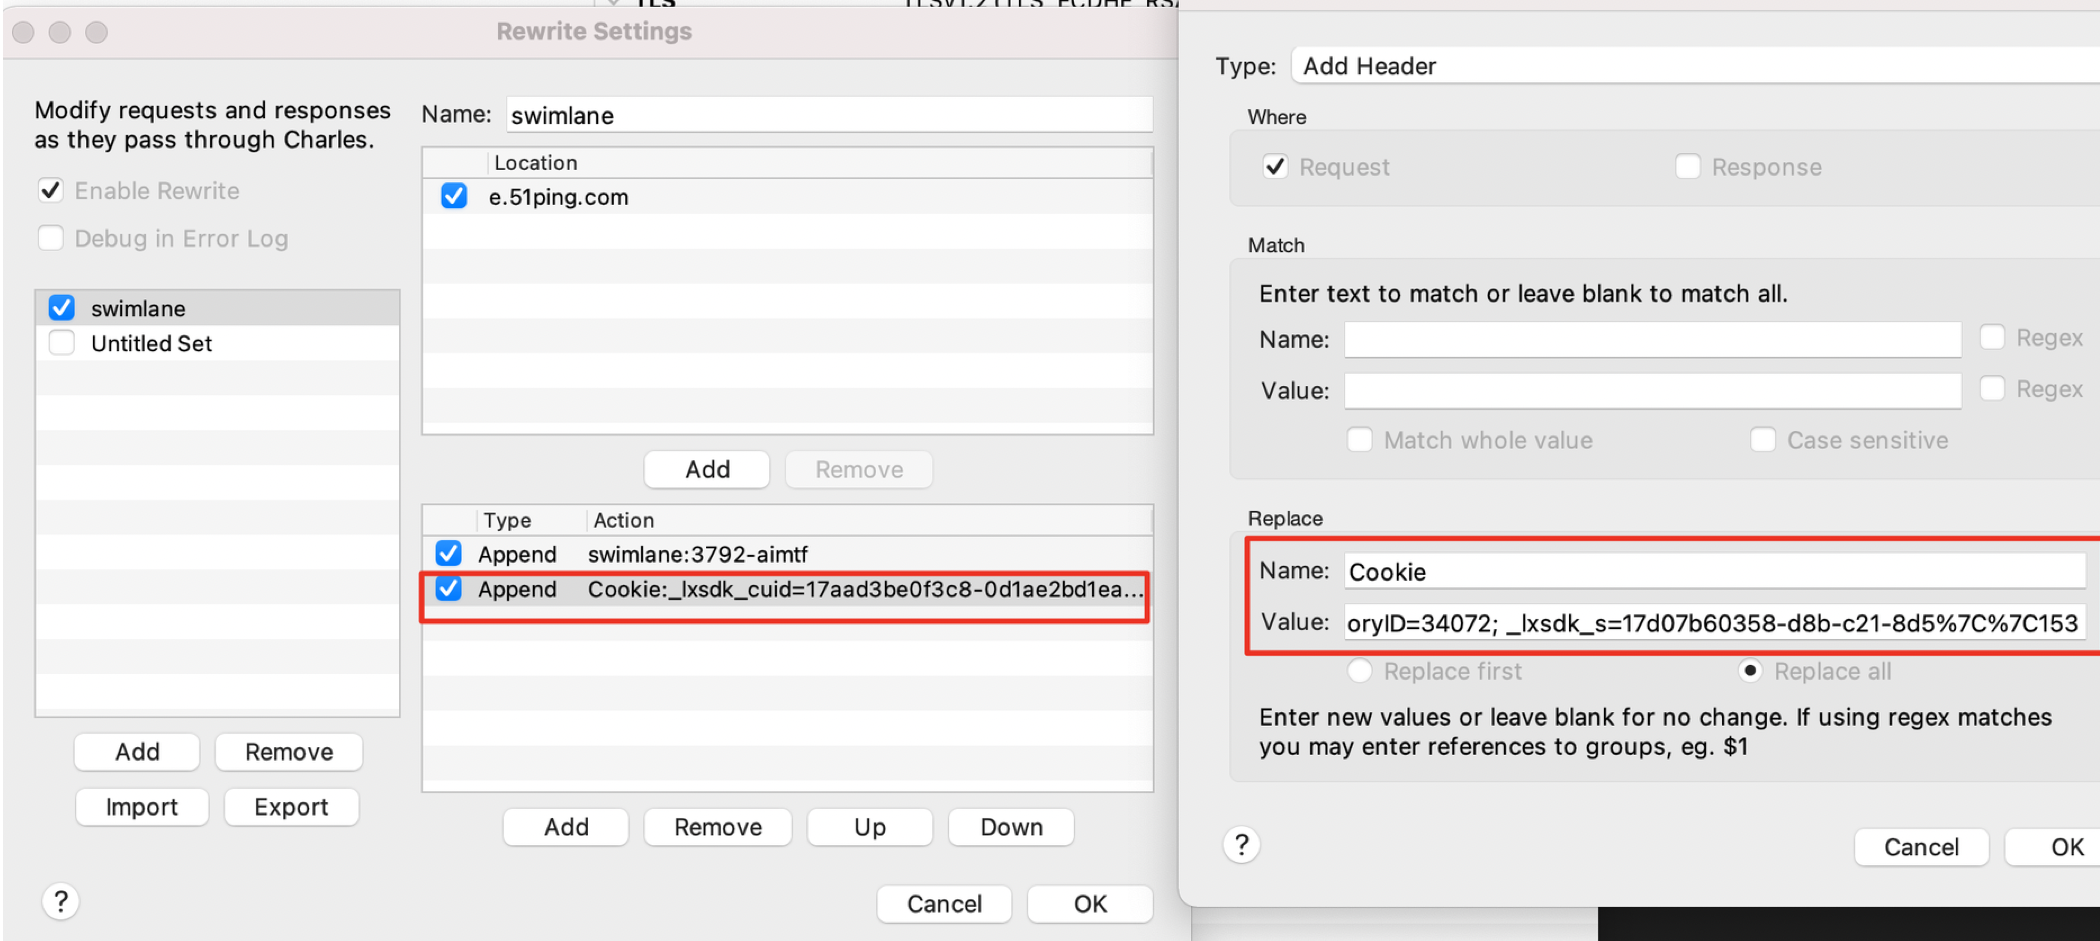 TLS
Rewrite Settings
Modify requests and responses
as they pass through Charles.
Enable Rewrite
Debug in Error Log
swimlane
Untitled Set
Add
Remove
Import
Export
Name:
swimlane
Location
e.51ping.com
Add
Remove
Type
Action
Append
swimlane:3792-aimtf
Append
Cookie:_lxsdk_cuid=17aad3be0f3c8-0d1ae2bd1ea...
Add
Remove
Up
Down
?
Cancel
OK
Type:
Add Header
Where
Request
Response
Match
Enter text to match or leave blank to match all.
Name:
Regex
Value:
Regex
Match whole value
Case sensitive
Replace
Name:
Cookie
Value:
oryID=34072; _lxsdk_s=17d07b60358-d8b-c21-8d5%7C%7C153
Replace first
Replace all
Enter new values or leave blank for no change. If using regex matches
you may enter references to groups, eg. $1
?
Cancel
OK